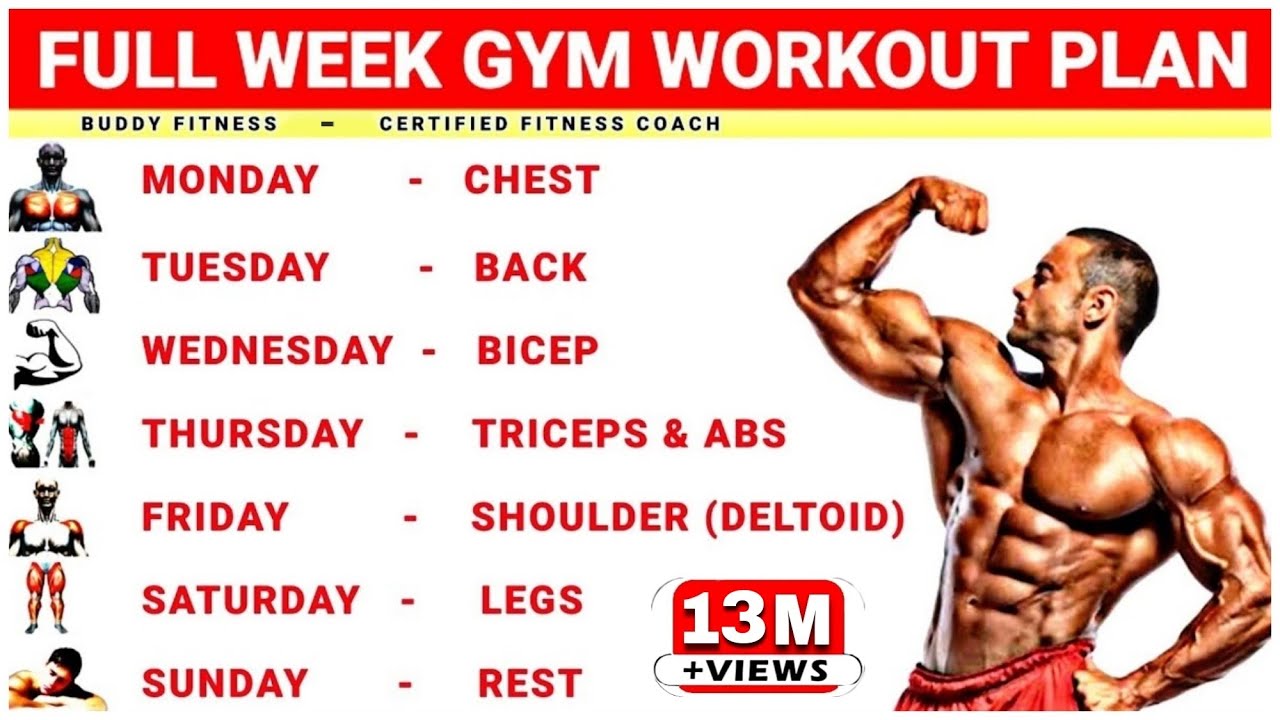 FULL WEEK GYM WORKOUT PLAN
BUDDY FITNESS - CERTIFIED FITNESS COACH
MONDAY - CHEST
TUESDAY - BACK
WEDNESDAY - BICEP
THURSDAY - TRICEPS & ABS
FRIDAY - SHOULDER (DELTOID)
SATURDAY - LEGS
SUNDAY - REST
13M
+VIEWS